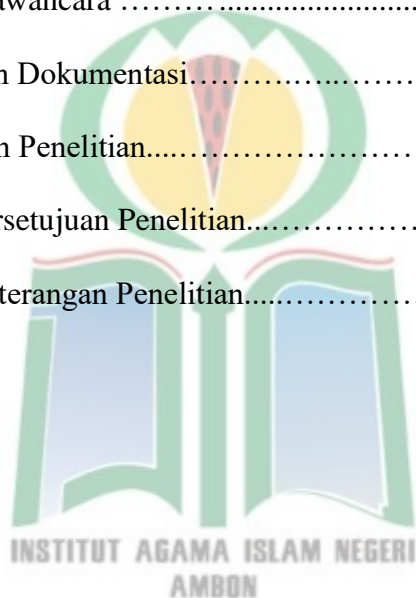 awancara ……….......................
n Dokumentasi……….…..………
n Penelitian....…………………
rsetujuan Penelitian...……………
terangan Penelitian....……………
INSTITUT AGAMA ISLAM NEGERI
AMBON